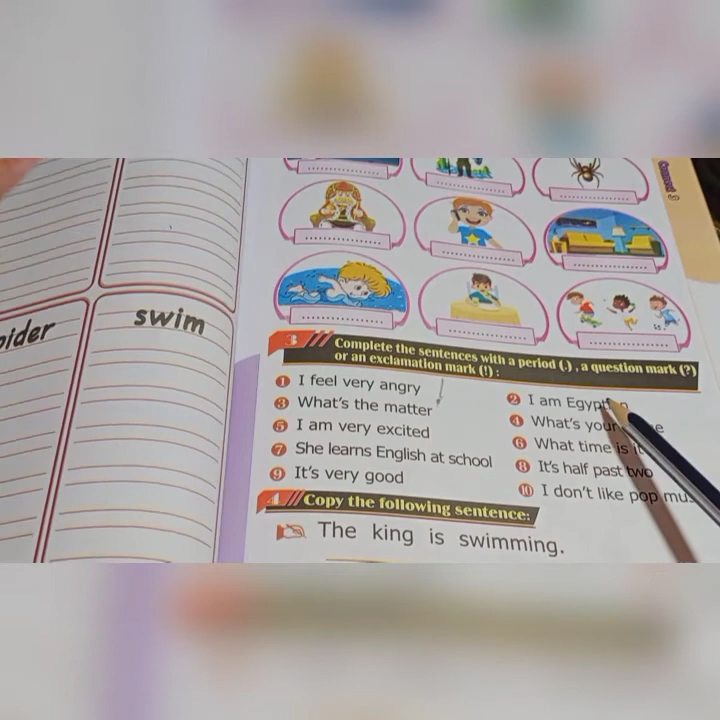 swim
3 Complete the sentences with a period (.) , a question mark (?)
or an exclamation mark (!) :
1 I feel very angry
2 I am
3 What's the matter
4 What's
5 I am very excited
6 What time is it
7 She learns English at school
8 It's half past two
9 It's very good
10 I don't like pop
4 Copy the following sentence:
The king is swimming.